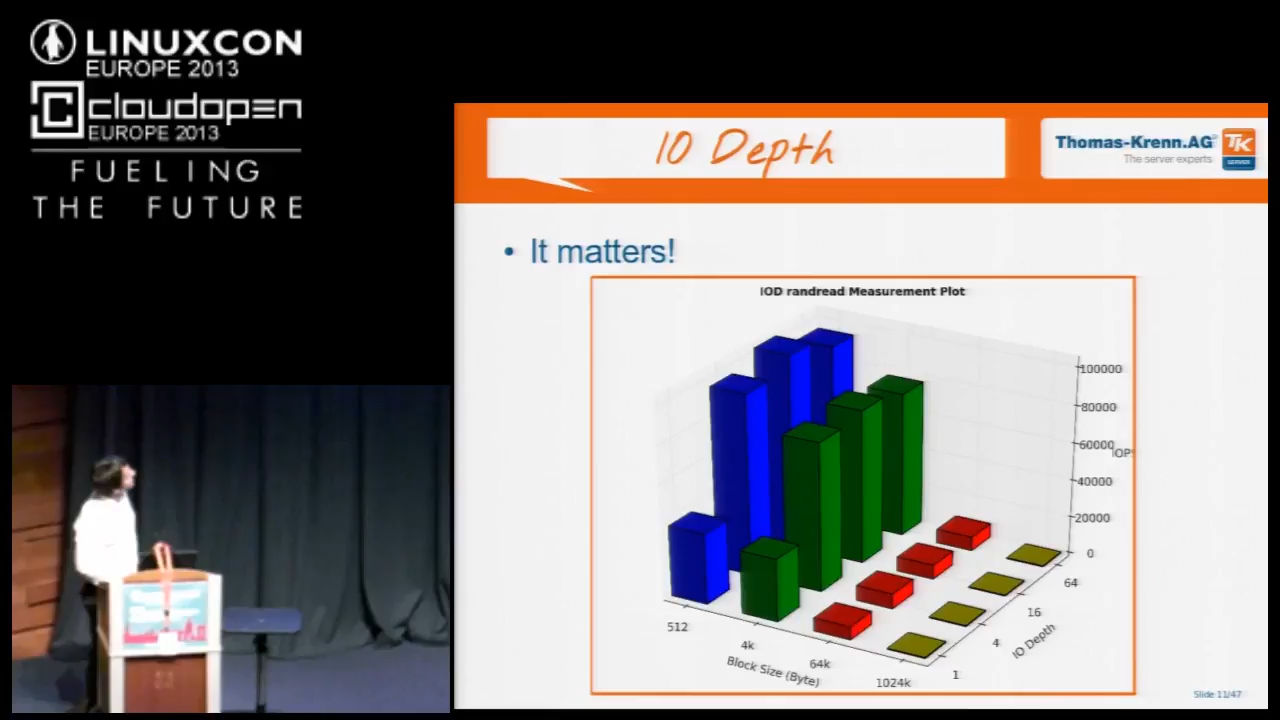 LINUXCON
EUROPE 2013
cloudopen
EUROPE 2013
FUELING
THE FUTURE
IO Depth
Thomas-Krenn.AG
The server experts
TK
SERVER
• It matters!
IOD randread Measurement Plot
100000
80000
60000
IOPS
40000
20000
0
64
16
4
1
IO Depth
512
4k
64k
1024k
Block Size (Byte)
Slide 11/47